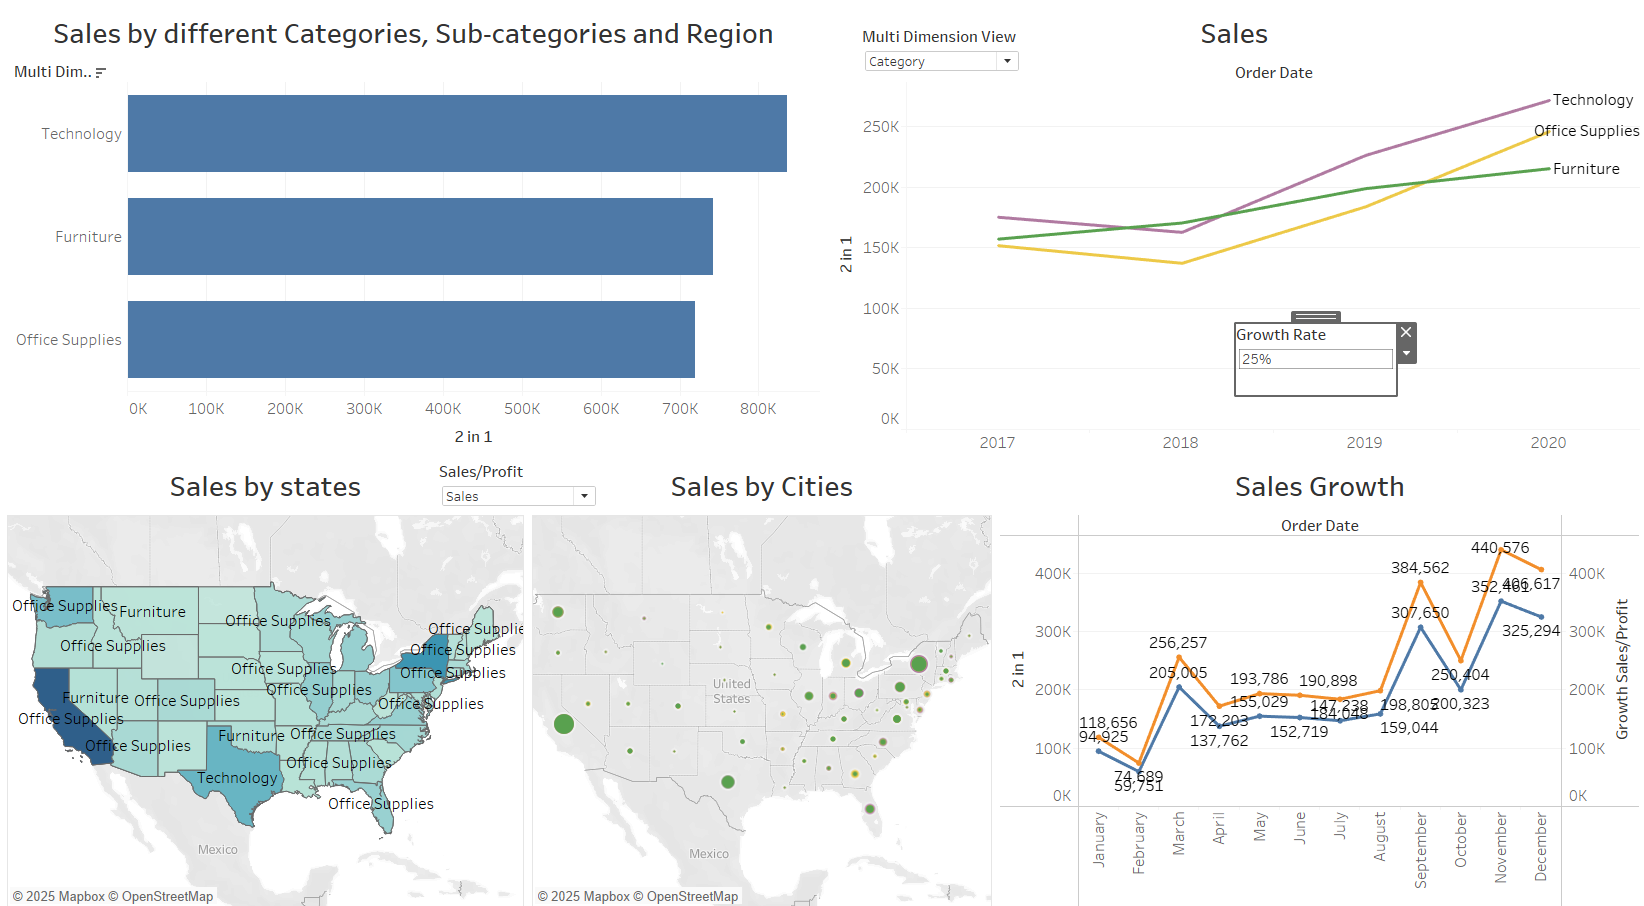 Sales by different Categories, Sub-categories and Region
Multi Dim..
Technology
Furniture
Office Supplies
0K 100K 200K 300K 400K 500K 600K 700K 800K
2 in 1
Multi Dimension View
Category
Sales
Order Date
250K
200K
150K
100K
50K
0K
2 in 1
Technology
Office Supplies
Furniture
Growth Rate
25%
2017 2018 2019 2020
Sales by states
Sales/Profit
Sales
Office Supplies
Furniture
Office Supplies
Office Supplies
Office Supplie
Office Supplies
Office Supplies
Office Supplies
Furniture
Office Supplies
Office Supplies
Office Supplies
Office Supplies
Office Supplies
Furniture
Office Supplies
Office Supplies
Office Supplies
Technology
Office Supplies
Mexico
© 2025 Mapbox © OpenStreetMap
Sales by Cities
United
States
Mexico
© 2025 Mapbox © OpenStreetMap
Sales Growth
Order Date
400K
300K
200K
100K
0K
2 in 1
118,656
94,925
74,689
59,751
256,257
205,005
172,203
137,762
193,786
155,029
190,898
152,719
184,048
147,238
198,805
159,044
384,562
307,650
250,404
200,323
440,576
352,461
406,617
325,294
400K
300K
200K
100K
0K
Growth Sales/Profit
January
February
March
April
May
June
July
August
September
October
November
December